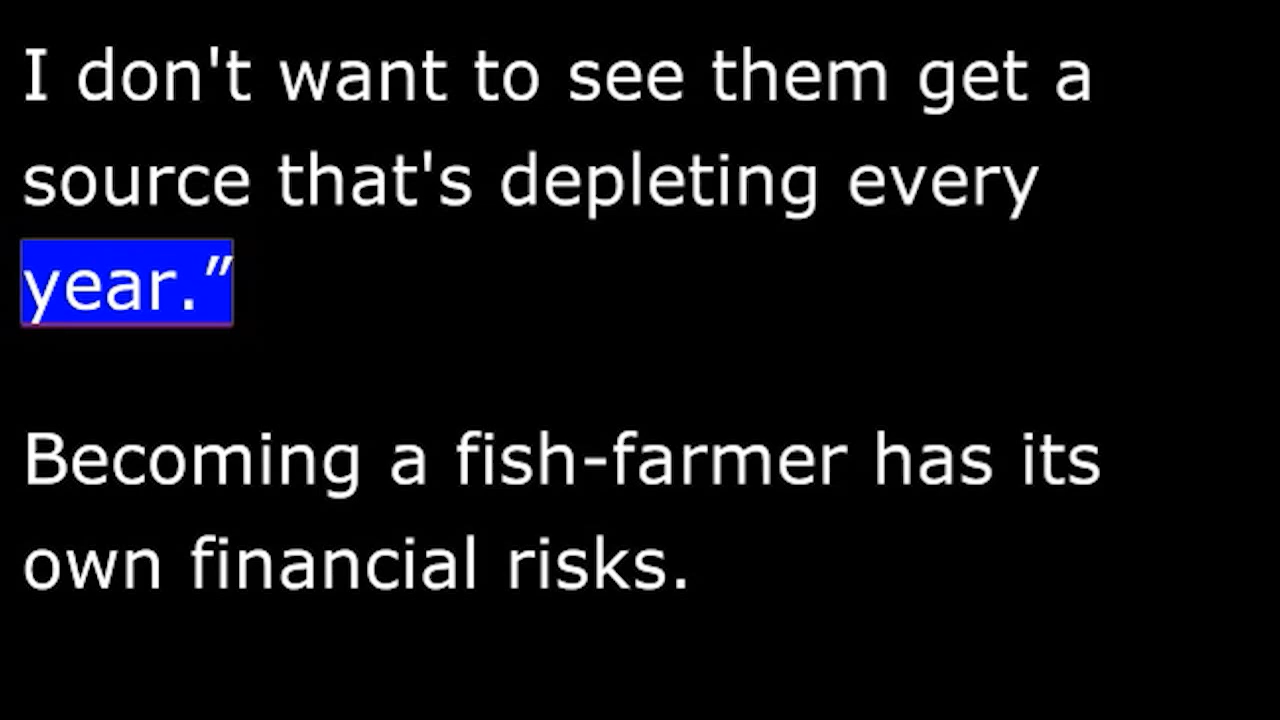 I don't want to see them get a
source that's depleting every
year.”
Becoming a fish-farmer has its
own financial risks.